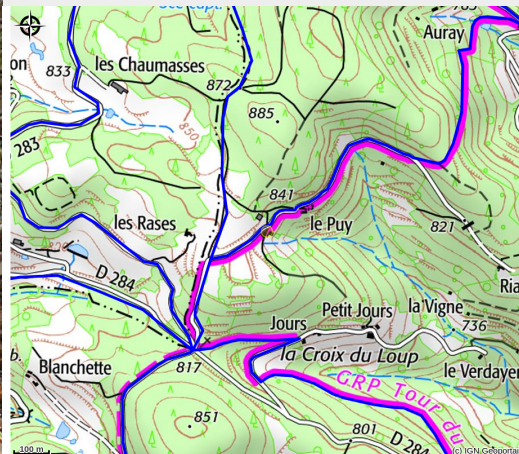 Auray
les Chaumasses
833
872
885
850
283
841
le Puy
les Rases
821
D 284
Jours
Petit Jours
la Vigne
736
la Croix du Loup
le Verdayer
817
Blanchette
GRP Tour du
851
801
D 284
100 m
(c) IGN Geoportail